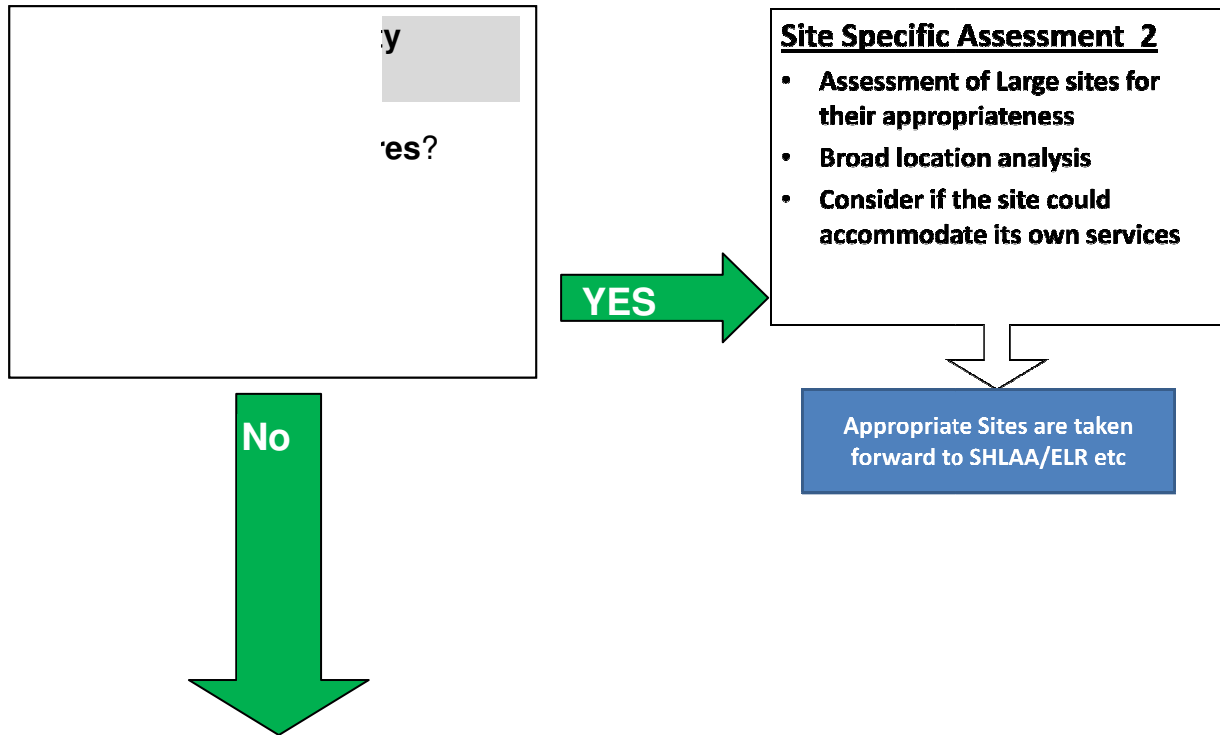 Site Specific Assessment 2
• Assessment of Large sites for
their appropriateness
• Broad location analysis
• Consider if the site could
accommodate its own services
YES
No
Appropriate Sites are taken
forward to SHLAA/ELR etc